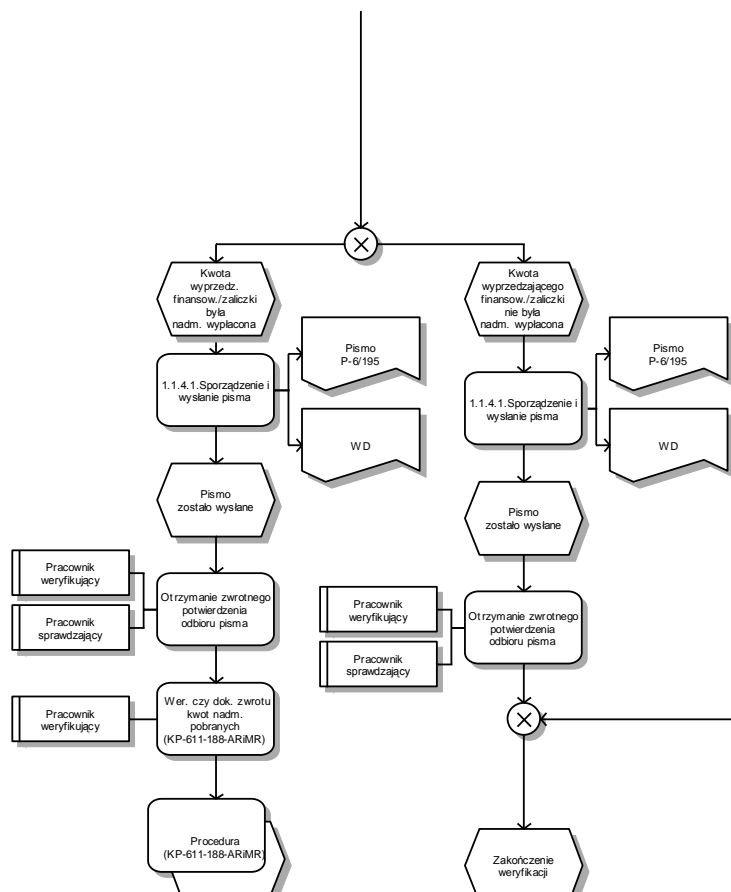 Kwota
wyprzedz.
finansow./zaliczki
była
nadm. wypłacona
Kwota
wyprzedzającego
finansow./zaliczki
nie była
nadm. wypłacona
Pismo
P-6/195
Pismo
P-6/195
1.1.4.1.Sporządzenie i
wysłanie pisma
1.1.4.1.Sporządzenie i
wysłanie pisma
WD
WD
Pismo
zostało wysłane
Pismo
zostało wysłane
Pracownik
weryfikujący
Pracownik
sprawdzający
Otrzymanie zwrotnego
potwierdzenia
odbioru pisma
Pracownik
weryfikujący
Pracownik
sprawdzający
Otrzymanie zwrotnego
potwierdzenia
odbioru pisma
Pracownik
weryfikujący
Wer. czy dok. zwrotu
kwot nadm.
pobranych
(KP-611-188-ARiMR)
Procedura
(KP-611-188-ARiMR)
Zakończenie
weryfikacji